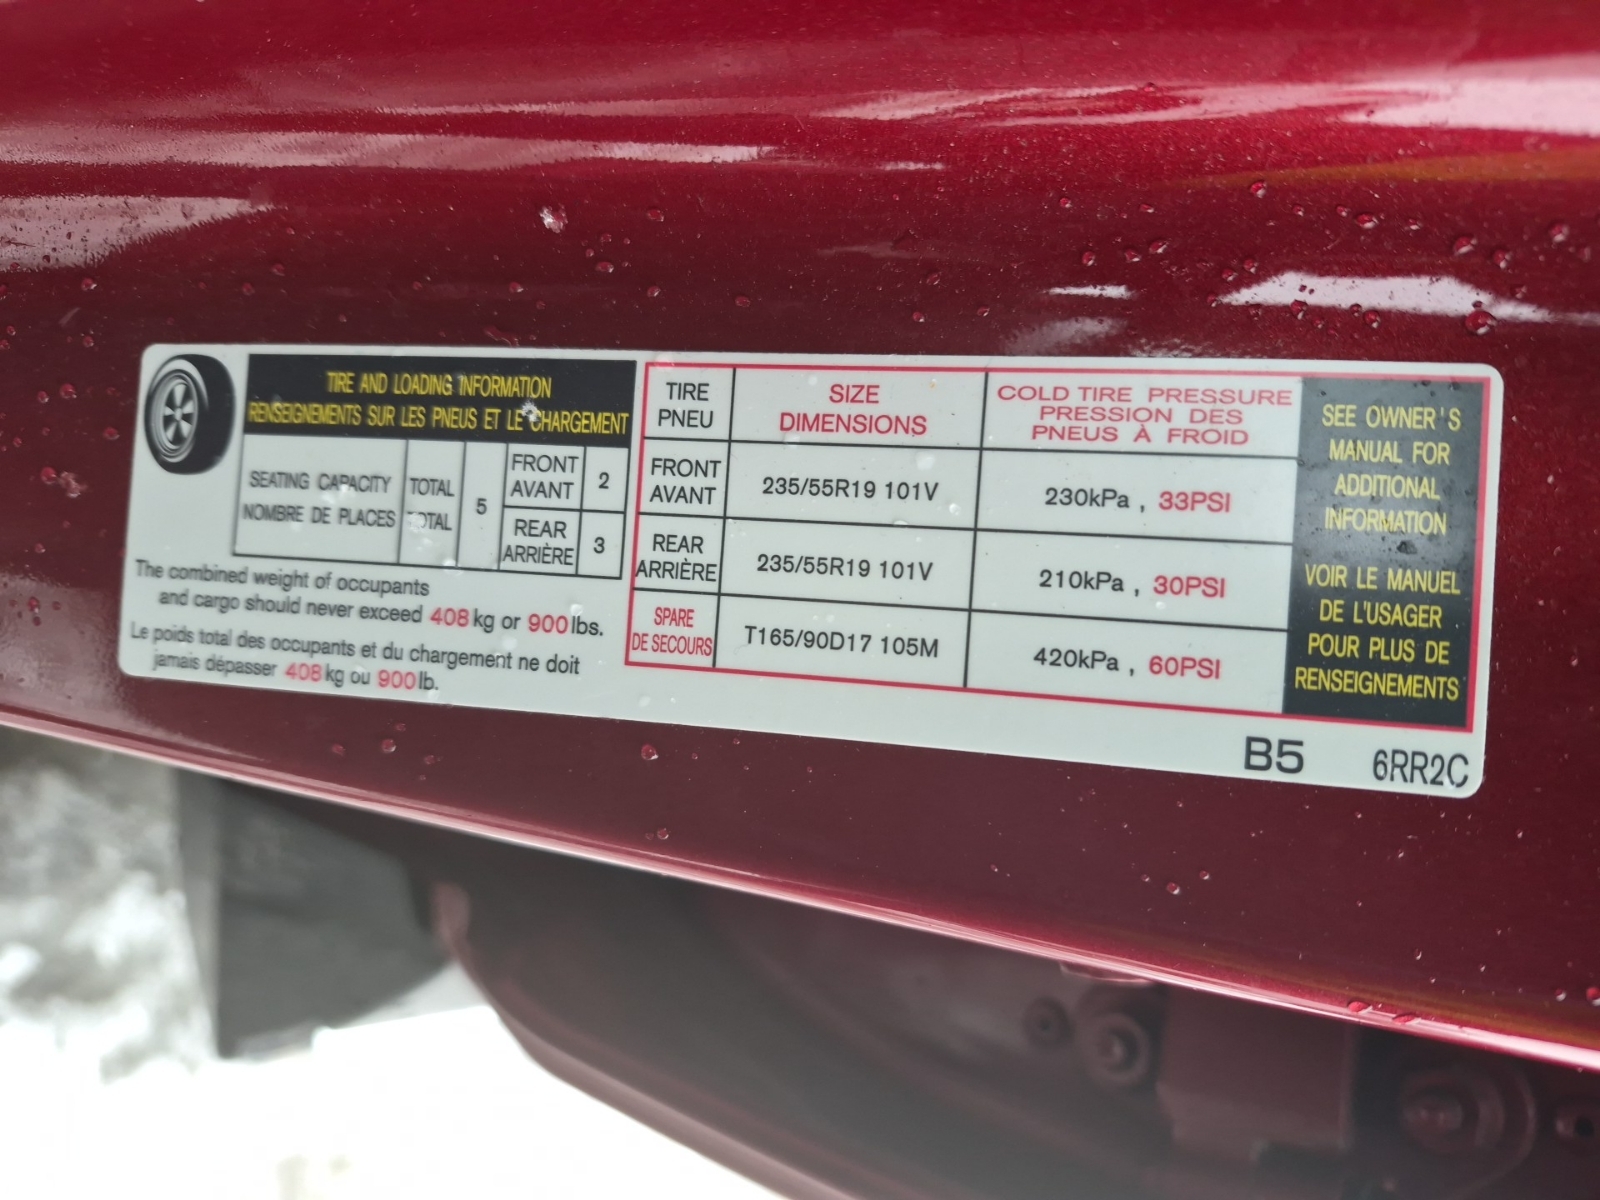 TIRE AND LOADING INFORMATION
RENSEIGNEMENTS SUR LES PNEUS ET LE CHARGEMENT
SEATING CAPACITY
NOMBRE DE PLACES
TOTAL
TOTAL
5
FRONT
AVANT
2
REAR
ARRIÈRE
3
The combined weight of occupants
and cargo should never exceed 408 kg or 900 lbs.
Le poids total des occupants et du chargement ne doit
jamais dépasser 408 kg ou 900 lb.
TIRE
PNEU
SIZE
DIMENSIONS
COLD TIRE PRESSURE
PRESSION DES
PNEUS À FROID
FRONT
AVANT
235/55R19 101V
230kPa , 33PSI
REAR
ARRIÈRE
235/55R19 101V
210kPa , 30PSI
SPARE
DE SECOURS
T165/90D17 105M
420kPa , 60PSI
SEE OWNER'S
MANUAL FOR
ADDITIONAL
INFORMATION
VOIR LE MANUEL
DE L'USAGER
POUR PLUS DE
RENSEIGNEMENTS
B5 6RR2C